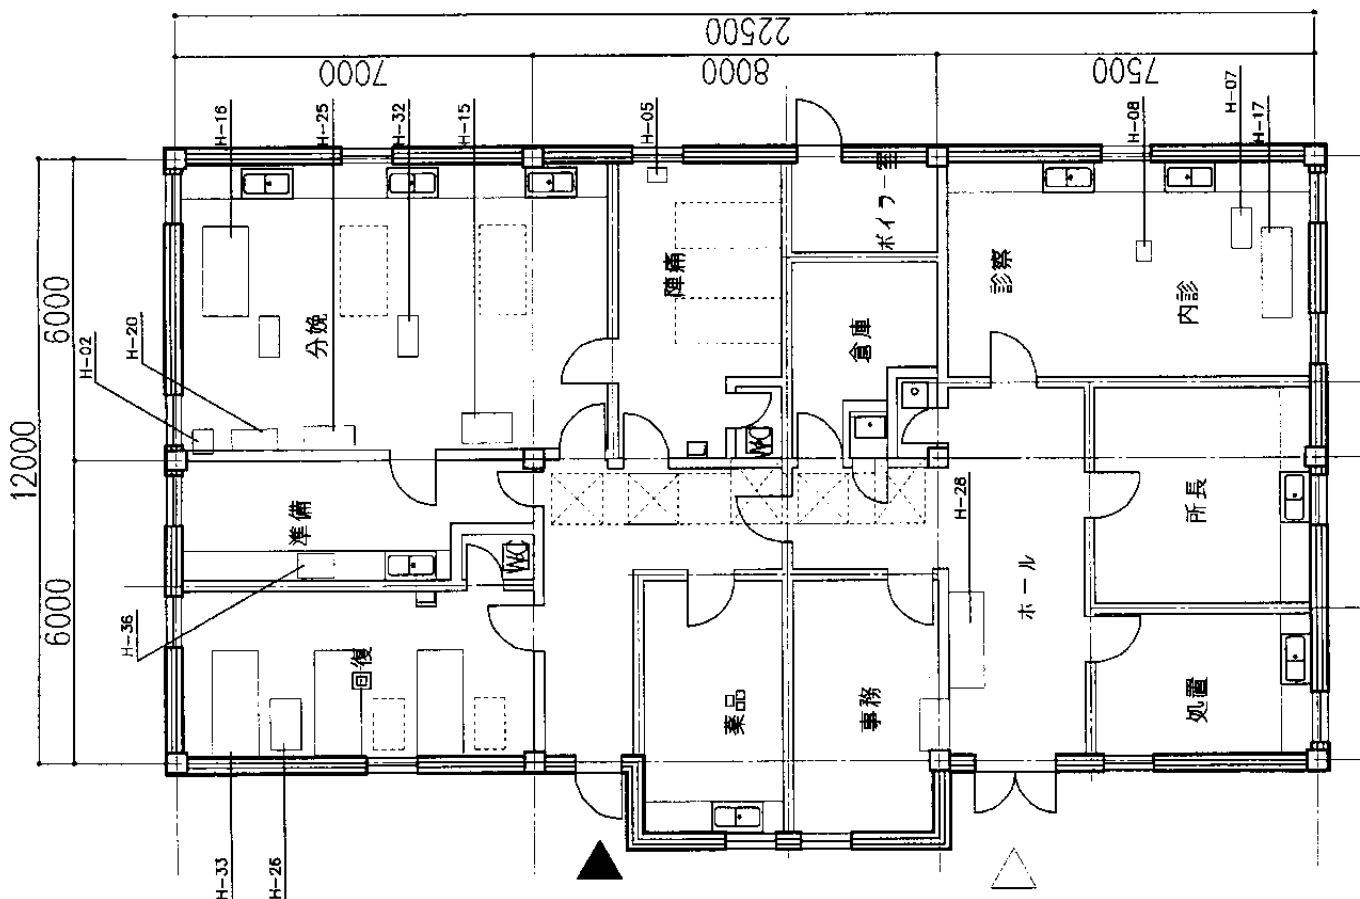 22500
7000
8000
7500
H-16
H-25
H-32
H-15
H-05
H-08
H-07
H-17
12000
6000
6000
H-02
H-20
H-36
H-33
H-26
H-28
分娩
陣痛
ボイラー室
診察
内診
倉庫
WC
準備
WC
回復
薬品
事務
ホール
所長
処置